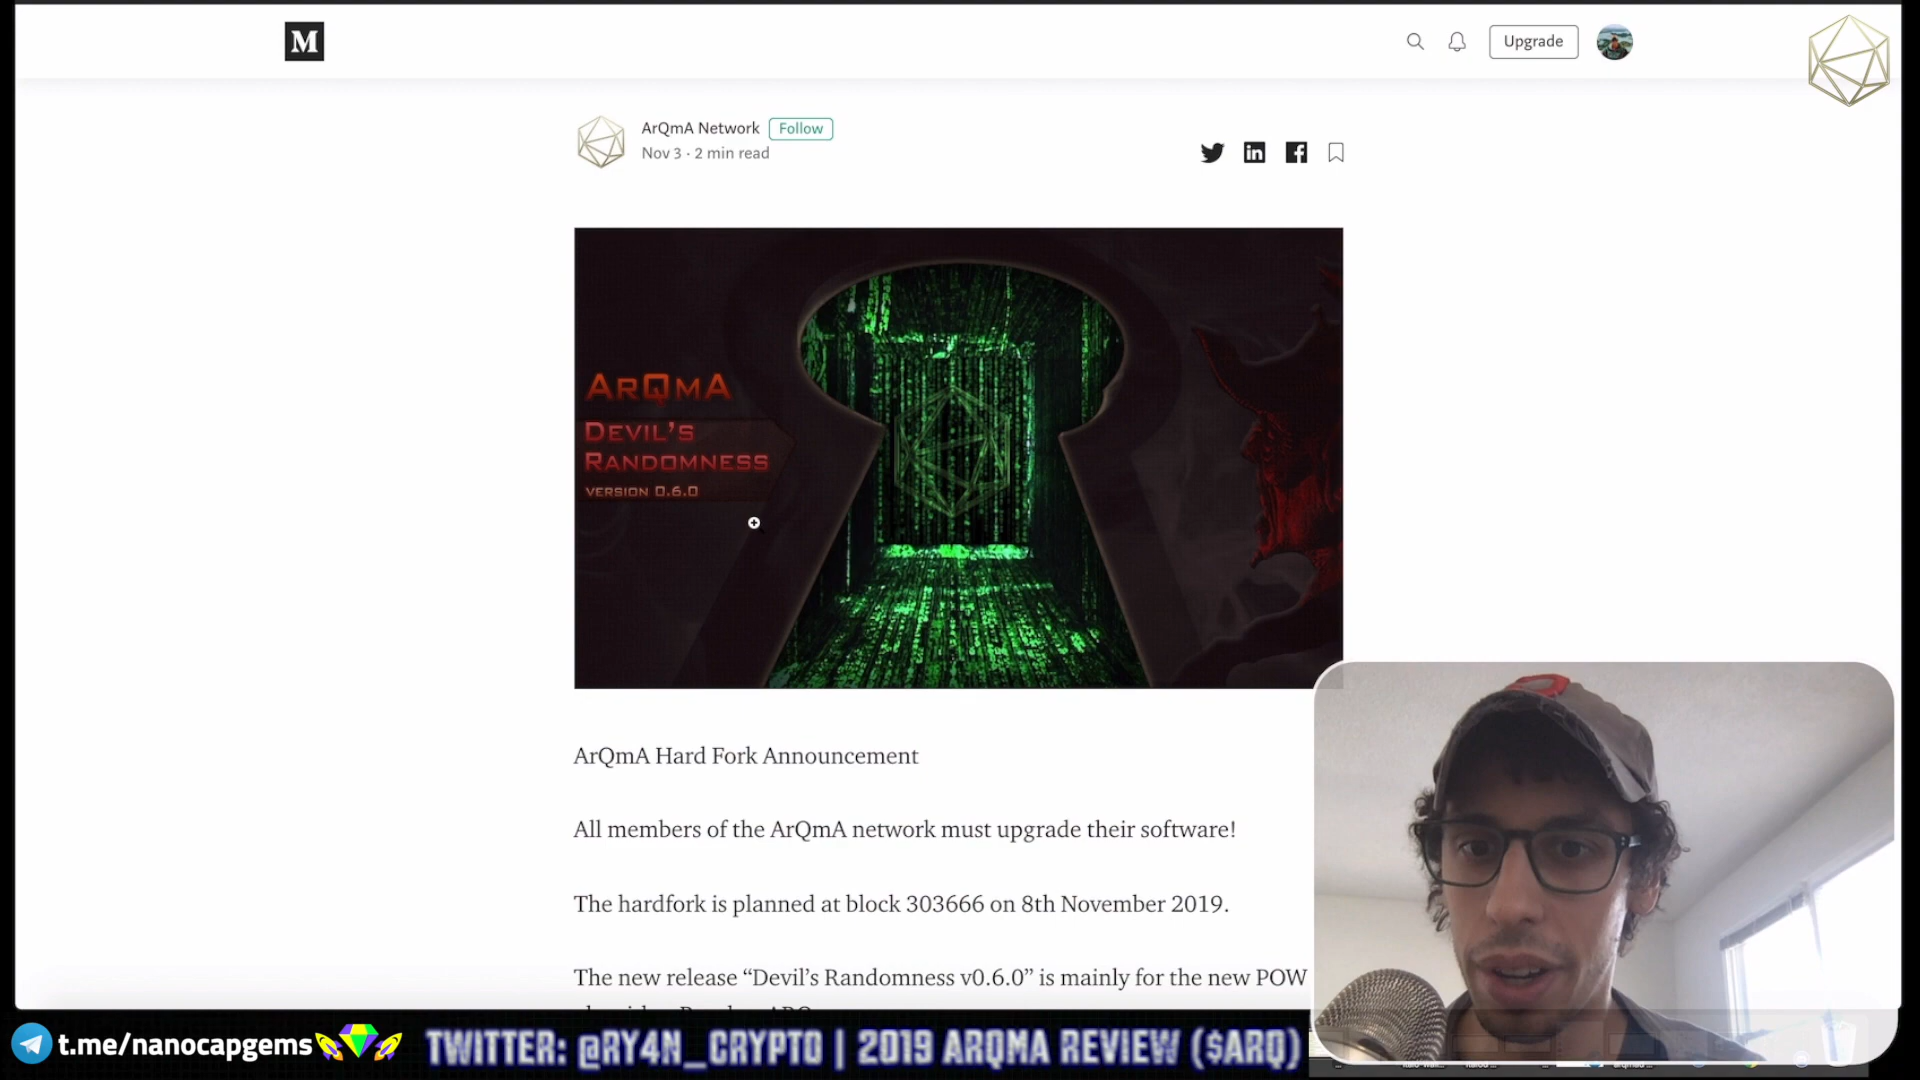 M
Upgrade
ArQmA Network Follow
Nov 3 · 2 min read
in
ArQmA
Devil's
Randomness
version 0.6.0
ArQmA Hard Fork Announcement
All members of the ArQmA network must upgrade their software!
The hardfork is planned at block 303666 on 8th November 2019.
The new release “Devil’s Randomness v0.6.0” is mainly for the new POW
t.me/nanocapgems
TWITTER: @RY4N_CRYPTO | 2019 ARQMA REVIEW ($ARQ)